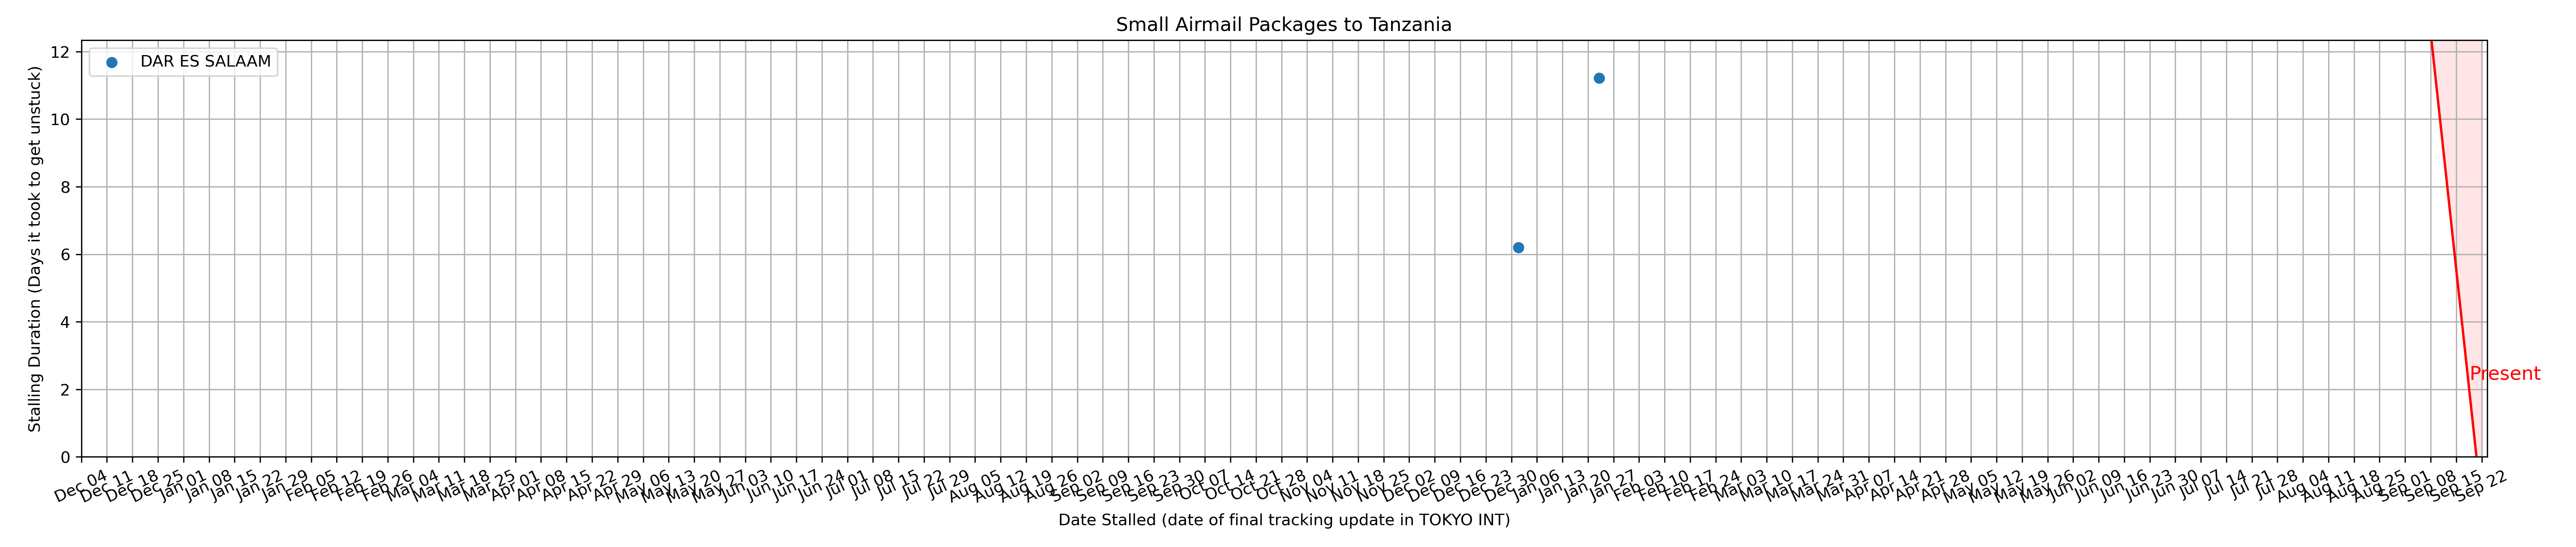 Small Airmail Packages to Tanzania
DAR ES SALAAM
Stalling Duration (Days it took to get unstuck)
12
10
8
6
4
2
0
Present
Dec 04 Dec 11 Dec 18 Dec 25 Jan 01 Jan 08 Jan 15 Jan 22 Jan 29 Feb 05 Feb 12 Feb 19 Feb 26 Mar 04 Mar 11 Mar 18 Mar 25 Apr 01 Apr 08 Apr 15 Apr 22 Apr 29 May 06 May 13 May 20 May 27 Jun 03 Jun 10 Jun 17 Jun 24 Jul 01 Jul 08 Jul 15 Jul 22 Jul 29 Aug 05 Aug 12 Aug 19 Aug 26 Sep 02 Sep 09 Sep 16 Sep 23 Sep 30 Oct 07 Oct 14 Oct 21 Oct 28 Nov 04 Nov 11 Nov 18 Nov 25 Dec 02 Dec 09 Dec 16 Dec 23 Dec 30 Jan 06 Jan 13 Jan 20 Jan 27 Feb 03 Feb 10 Feb 17 Feb 24 Mar 03 Mar 10 Mar 17 Mar 24 Mar 31 Apr 07 Apr 14 Apr 21 Apr 28 May 05 May 12 May 19 May 26 Jun 02 Jun 09 Jun 16 Jun 23 Jun 30 Jul 07 Jul 14 Jul 21 Jul 28 Aug 04 Aug 11 Aug 18 Aug 25 Sep 01 Sep 08 Sep 15 Sep 22
Date Stalled (date of final tracking update in TOKYO INT)